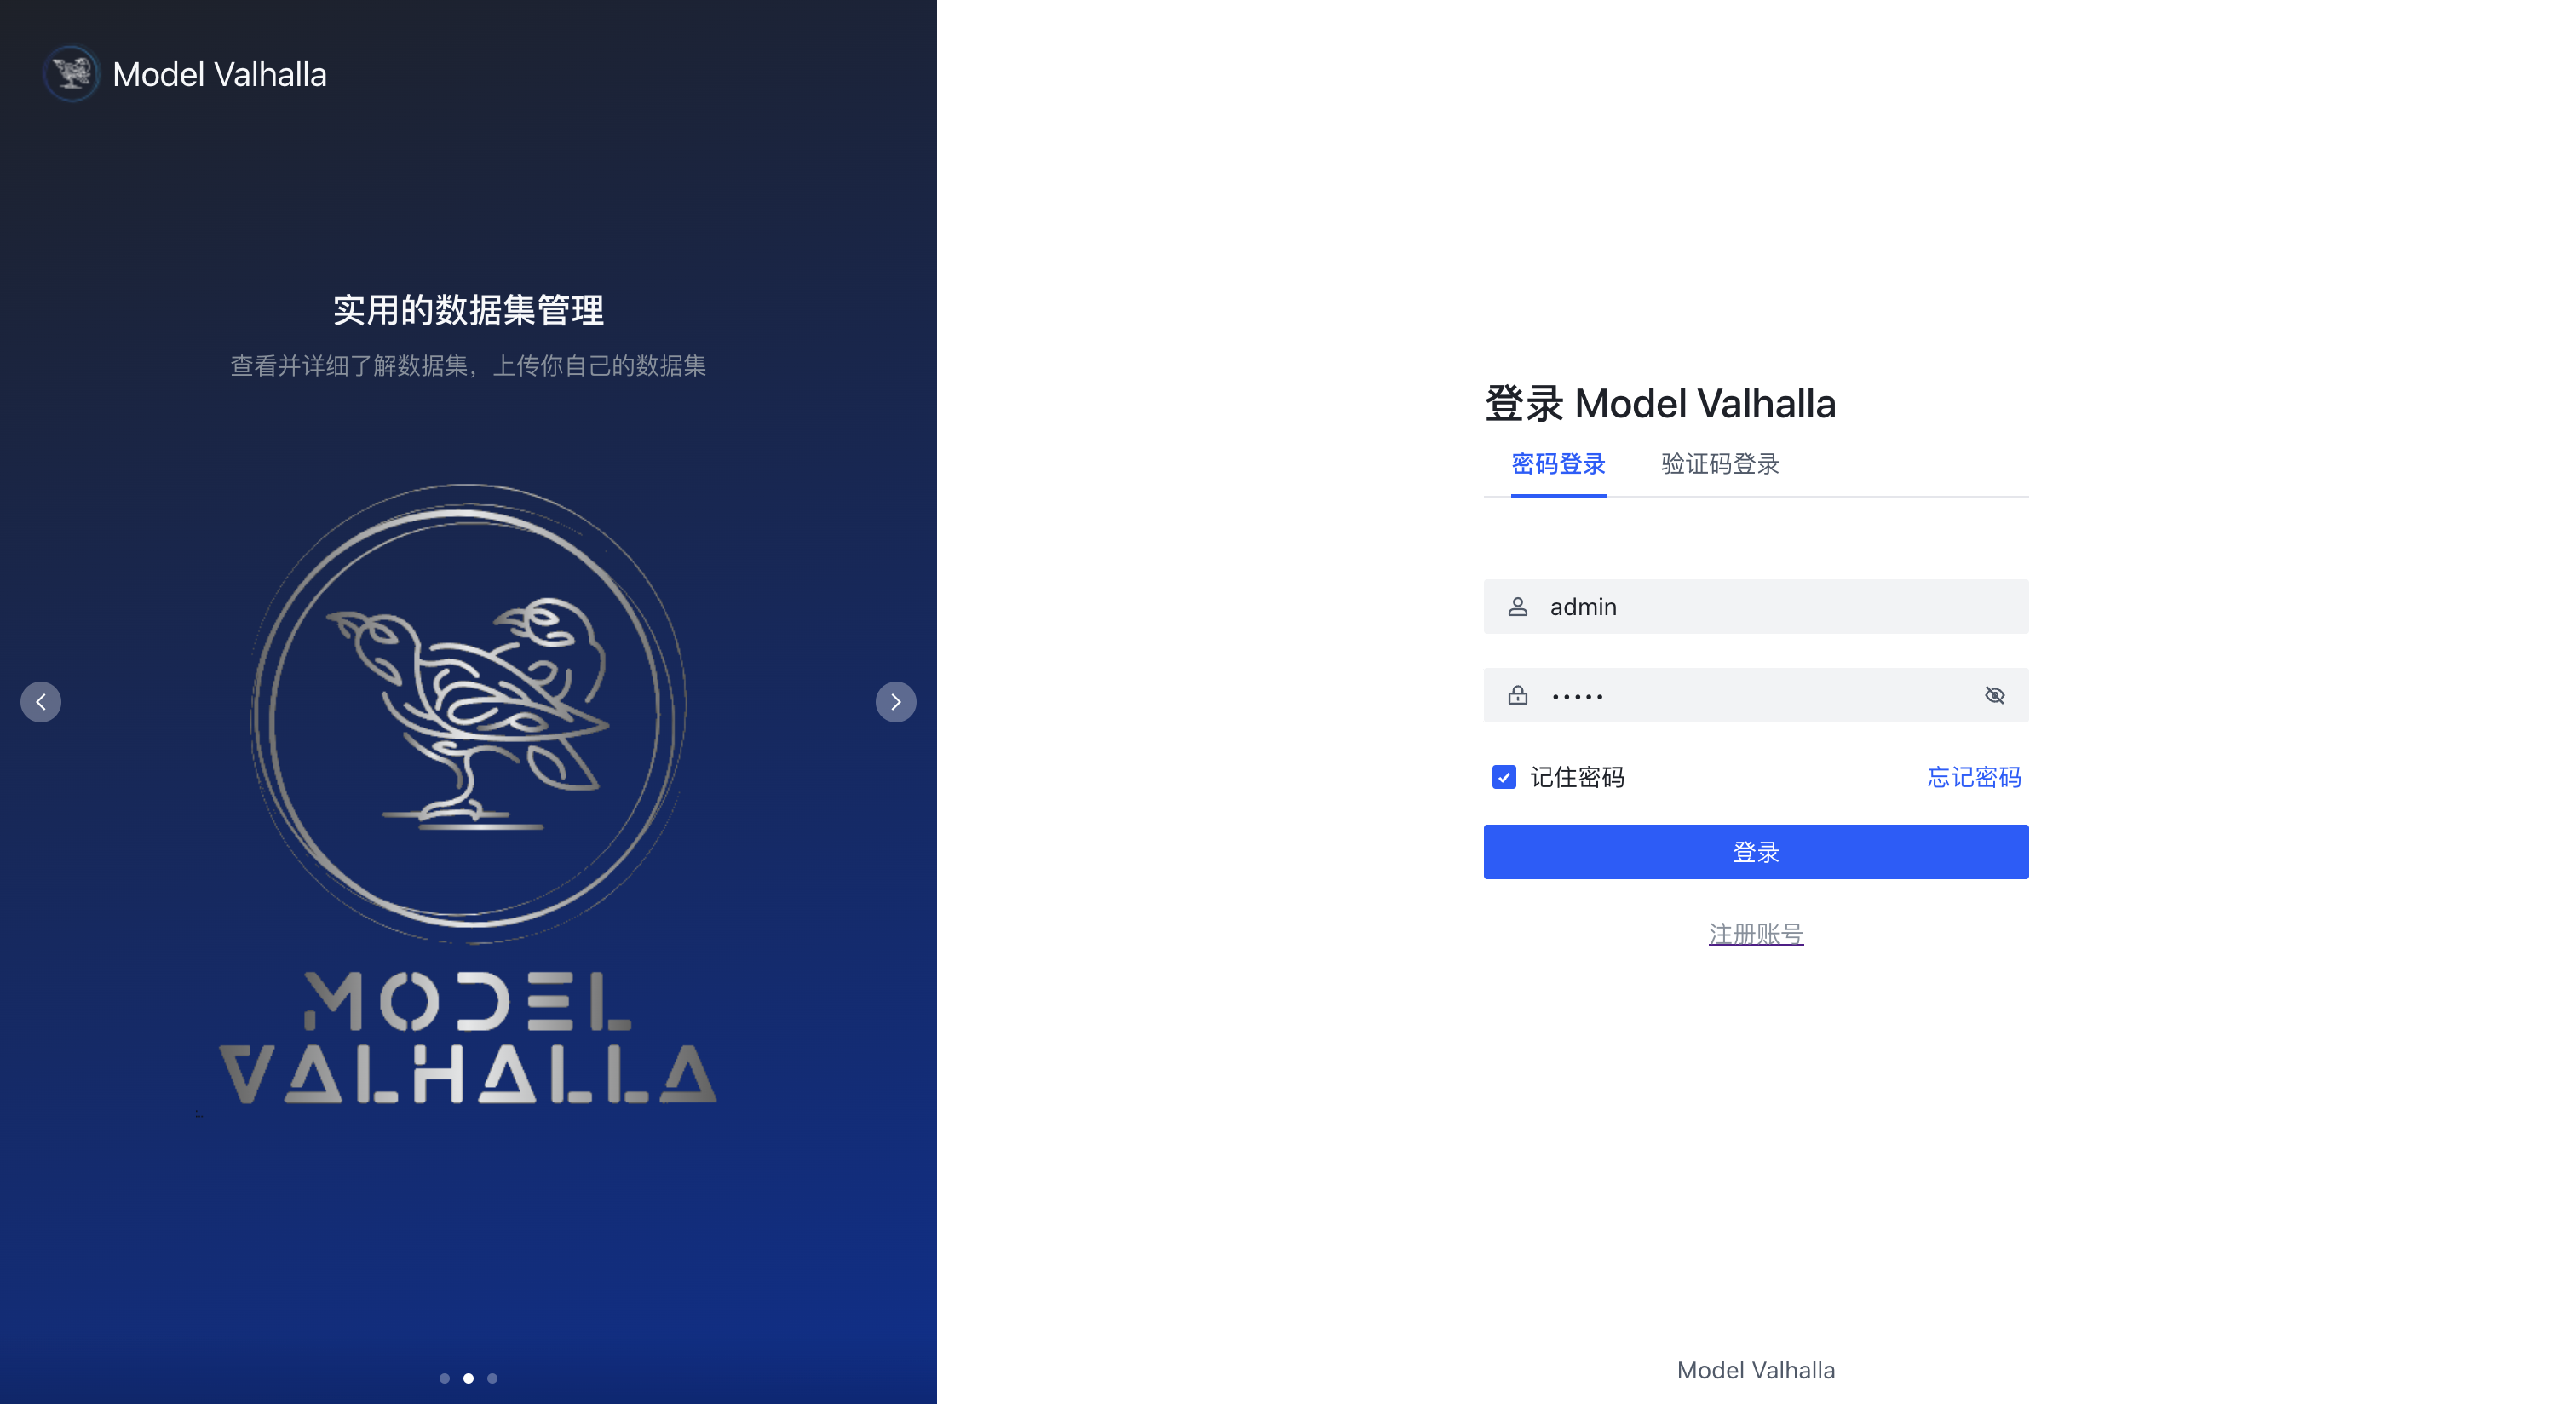 Model Valhalla
实用的数据集管理
查看并详细了解数据集，上传你自己的数据集
MODEL
VALHALLA
登录 Model Valhalla
密码登录 验证码登录
admin
•••••
记住密码 忘记密码
登录
注册账号
Model Valhalla